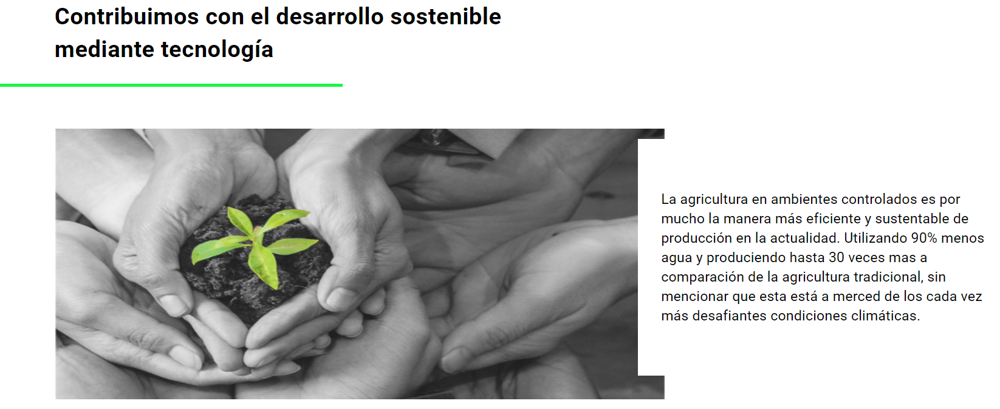 Contribuimos con el desarrollo sostenible
mediante tecnología
La agricultura en ambientes controlados es por
mucho la manera más eficiente y sustentable de
producción en la actualidad. Utilizando 90% menos
agua y produciendo hasta 30 veces mas a
comparación de la agricultura tradicional, sin
mencionar que esta está a merced de los cada vez
más desafiantes condiciones climáticas.